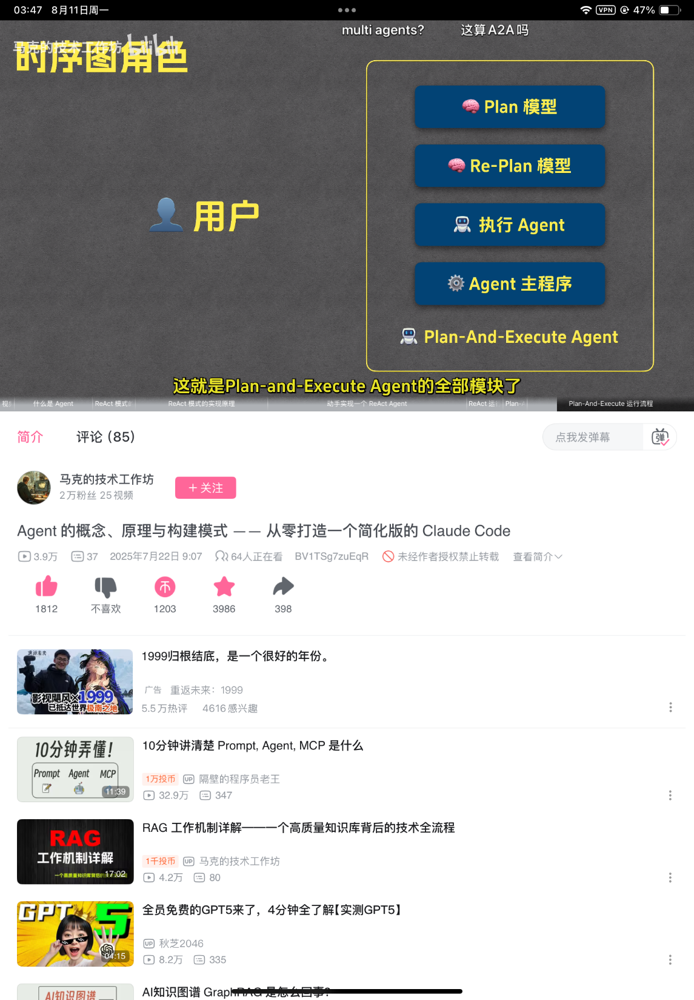 03:47 8月11日周一
VPN 47%
multi agents? 这算A2A吗
马克的技术工作坊
时序图角色
Plan 模型
Re-Plan 模型
用户
执行 Agent
Agent 主程序
Plan-And-Execute Agent
这就是Plan-and-Execute Agent的全部模块了
什么是 Agent ReAct 模式的 ReAct 模式的实现原理 动手实现一个 ReAct Agent ReAct 运行 Plan-A Plan-And-Execute 运行流程
简介 评论 (85) 点我发弹幕 弹
马克的技术工作坊
2万粉丝 25视频
+ 关注
Agent 的概念、原理与构建模式 —— 从零打造一个简化版的 Claude Code
3.9万 37 2025年7月22日 9:07 64人正在看 BV1TSg7zuEqR 未经作者授权禁止转载 查看简介
1812 不喜欢 1203 3986 398
影视飓风×1999
已抵达世界极南之地
1999归根结底，是一个很好的年份。
广告 重返未来：1999
5.5万热评 4616感兴趣
10分钟弄懂!
Prompt Agent MCP
11:39
10分钟讲清楚 Prompt, Agent, MCP 是什么
1万投币 UP 隔壁的程序员老王
32.9万 347
RAG
工作机制详解
17:02
RAG 工作机制详解——一个高质量知识库背后的技术全流程
1千投币 UP 马克的技术工作坊
4.2万 80
GPT 5
04:15
全员免费的GPT5来了，4分钟全了解【实测GPT5】
UP 秋芝2046
8.2万 335
AI知识图谱
AI知识图谱 GraphRAG 是怎么回事?